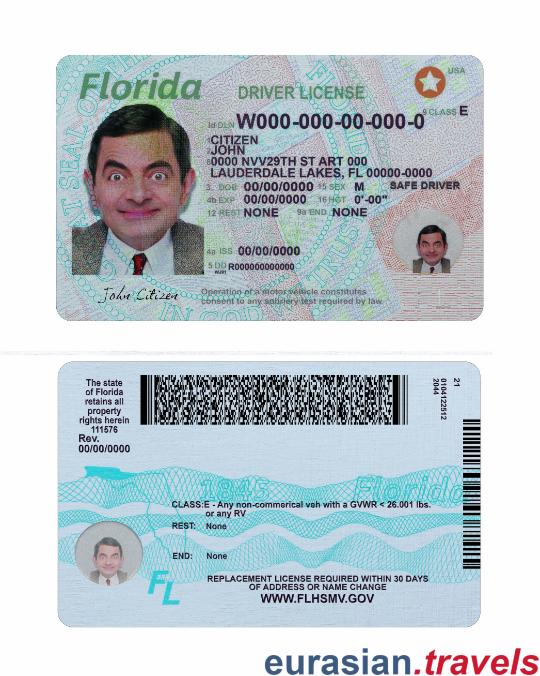 Florida
DRIVER LICENSE
USA
9 CLASS E
4d DLN W000-000-00-000-0
CITIZEN
JOHN
0000 NVV29TH ST ART 000
LAUDERDALE LAKES, FL 00000-0000
3. DOB 00/00/0000 15 SEX M
SAFE DRIVER
4b EXP 00/00/0000 16 HGT 0'-00"
12 REST NONE 9a END NONE
4a ISS 00/00/0000
5 DD R000000000000
John Citizen
Operation of a motor vehicle constitutes
consent to any sobriety test required by law
The state
of Florida
retains all
property
rights herein
111576
Rev.
00/00/0000
21
0104122512
2044
1845
Florida
CLASS:E - Any non-commerical veh with a GVWR < 26.001 lbs.
or any RV
REST: None
END: None
FL
REPLACEMENT LICENSE REQUIRED WITHIN 30 DAYS
OF ADDRESS OR NAME CHANGE
WWW.FLHSMV.GOV
eurasian.travels